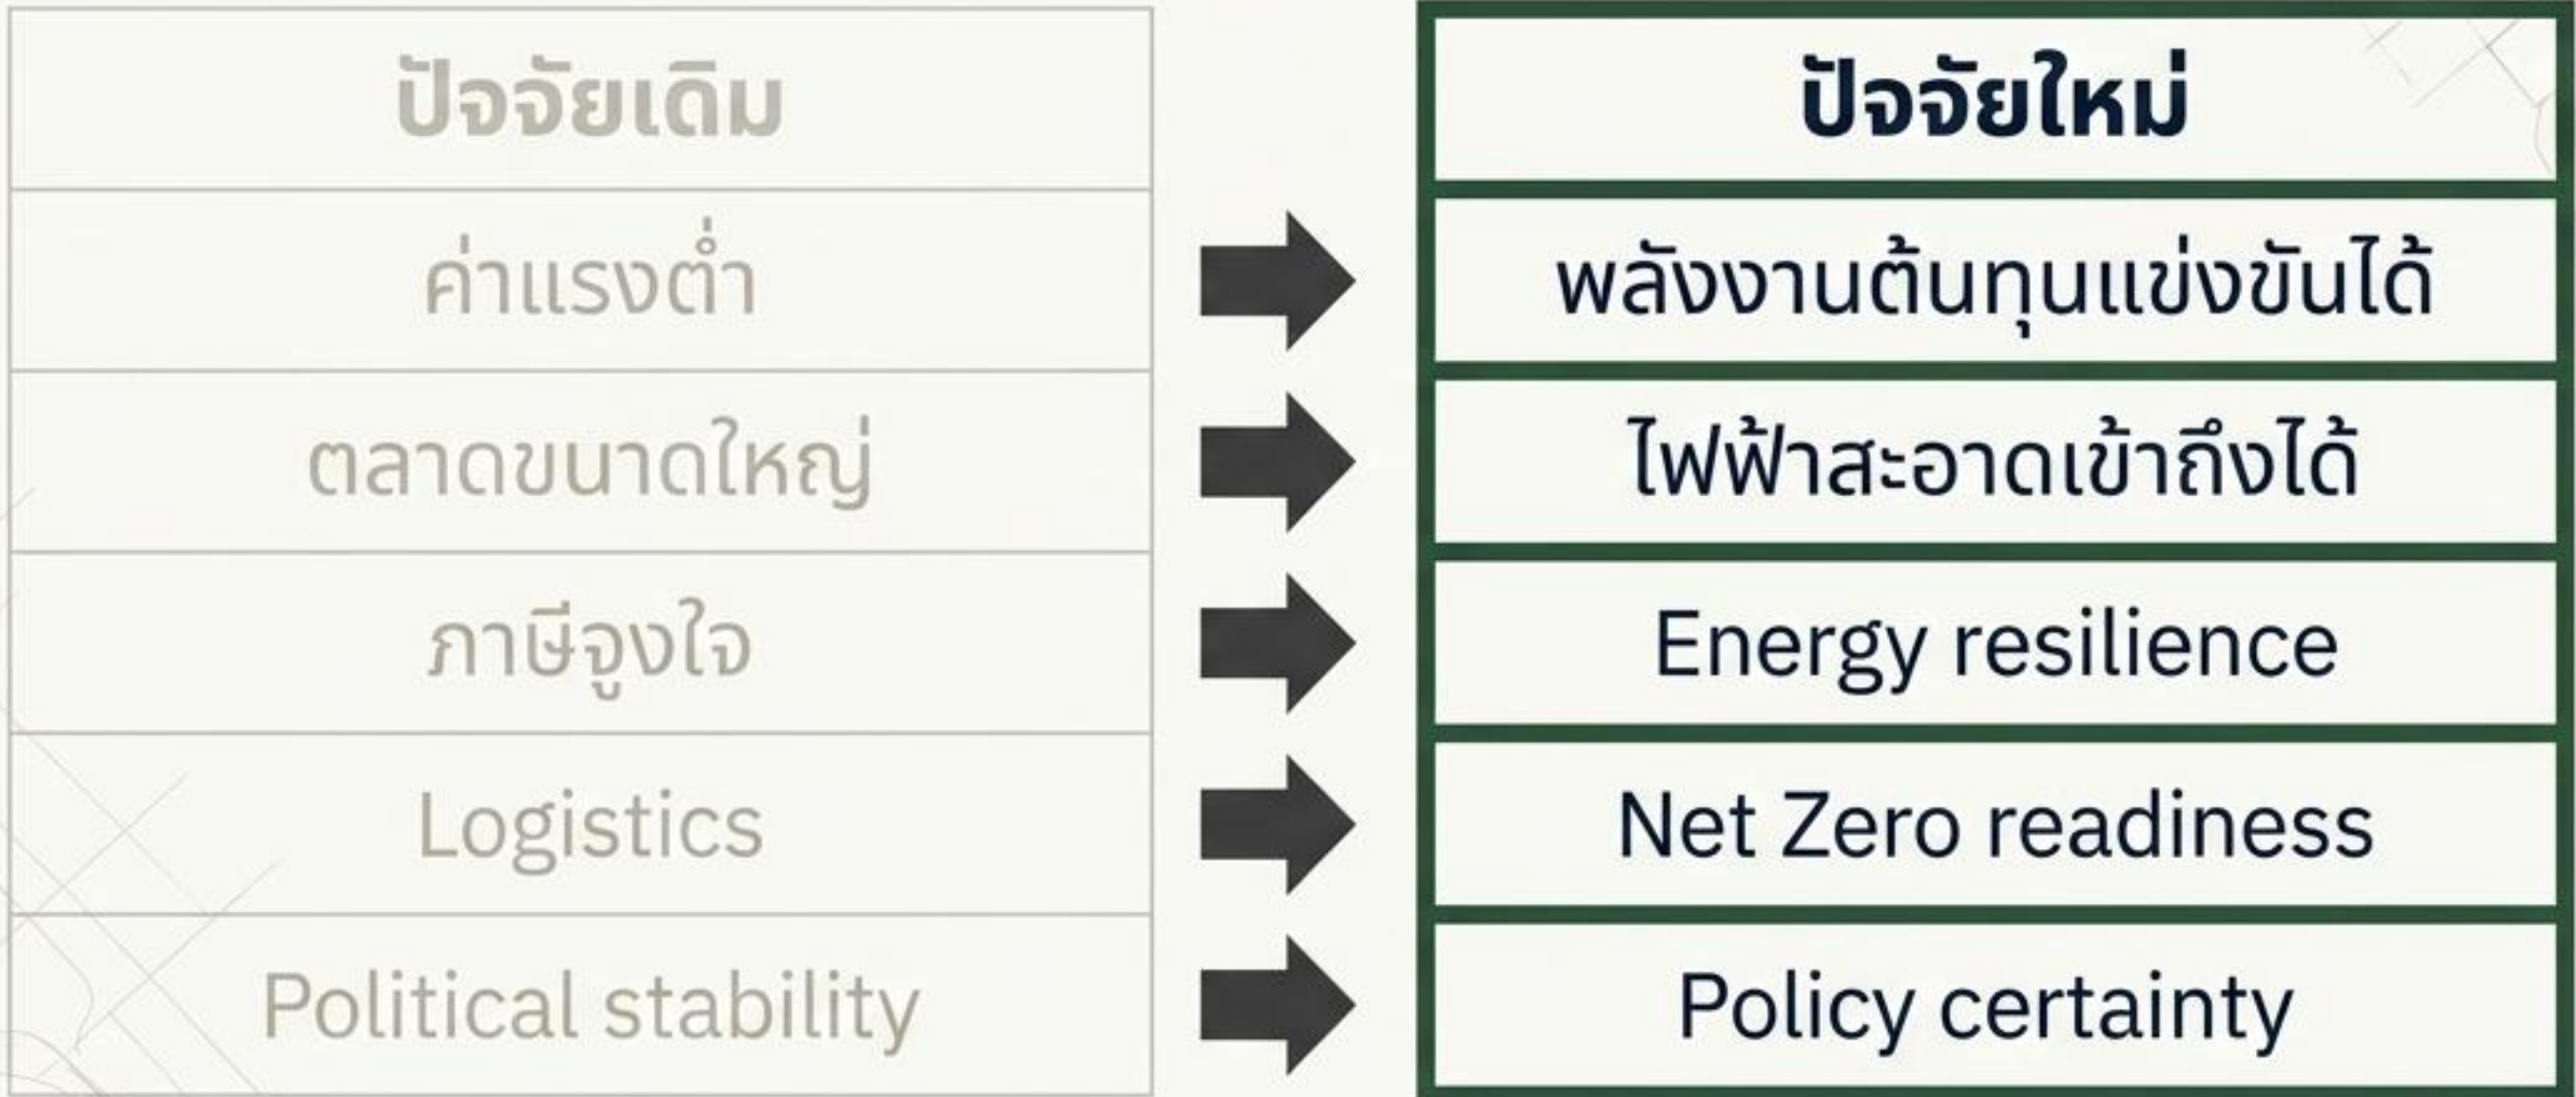 ปัจจัยเดิม
ปัจจัยใหม่
ค่าแรงต่ำ
พลังงานต้นทุนแข่งขันได้
ตลาดขนาดใหญ่
ไฟฟ้าสะอาดเข้าถึงได้
ภาษีจูงใจ
Energy resilience
Logistics
Net Zero readiness
Political stability
Policy certainty